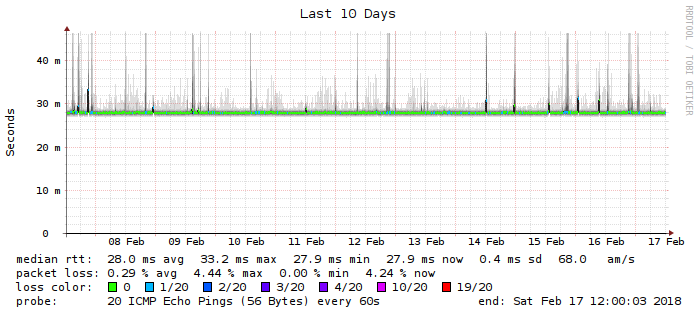 Last 10 Days
RRDTOOL / TOBI OETIKER
Seconds
40 m
30 m
20 m
10 m
0
08 Feb 09 Feb 10 Feb 11 Feb 12 Feb 13 Feb 14 Feb 15 Feb 16 Feb 17 Feb
median rtt: 28.0 ms avg 33.2 ms max 27.9 ms min 27.9 ms now 0.4 ms sd 68.0 am/s
packet loss: 0.29 % avg 4.44 % max 0.00 % min 4.24 % now
loss color: 0 1/20 2/20 3/20 4/20 10/20 19/20
probe: 20 ICMP Echo Pings (56 Bytes) every 60s end: Sat Feb 17 12:00:03 2018